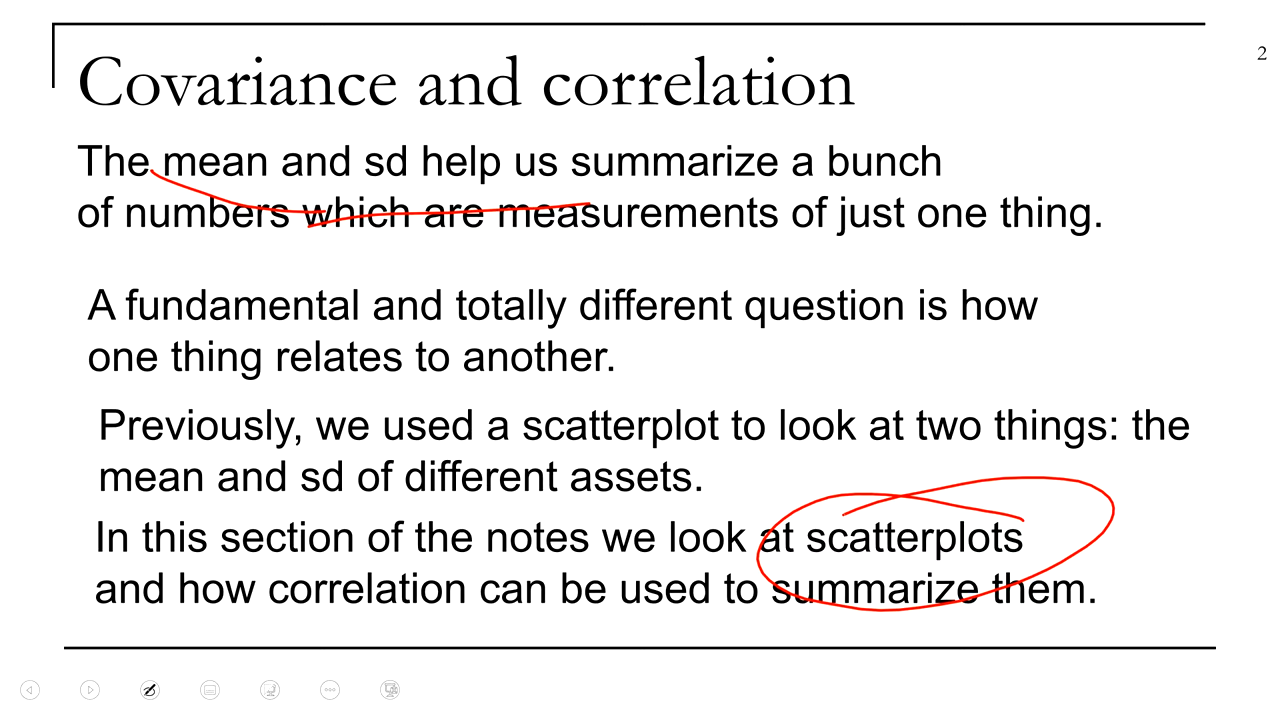 2
Covariance and correlation
The mean and sd help us summarize a bunch
of numbers which are measurements of just one thing.
A fundamental and totally different question is how
one thing relates to another.
Previously, we used a scatterplot to look at two things: the
mean and sd of different assets.
In this section of the notes we look at scatterplots
and how correlation can be used to summarize them.